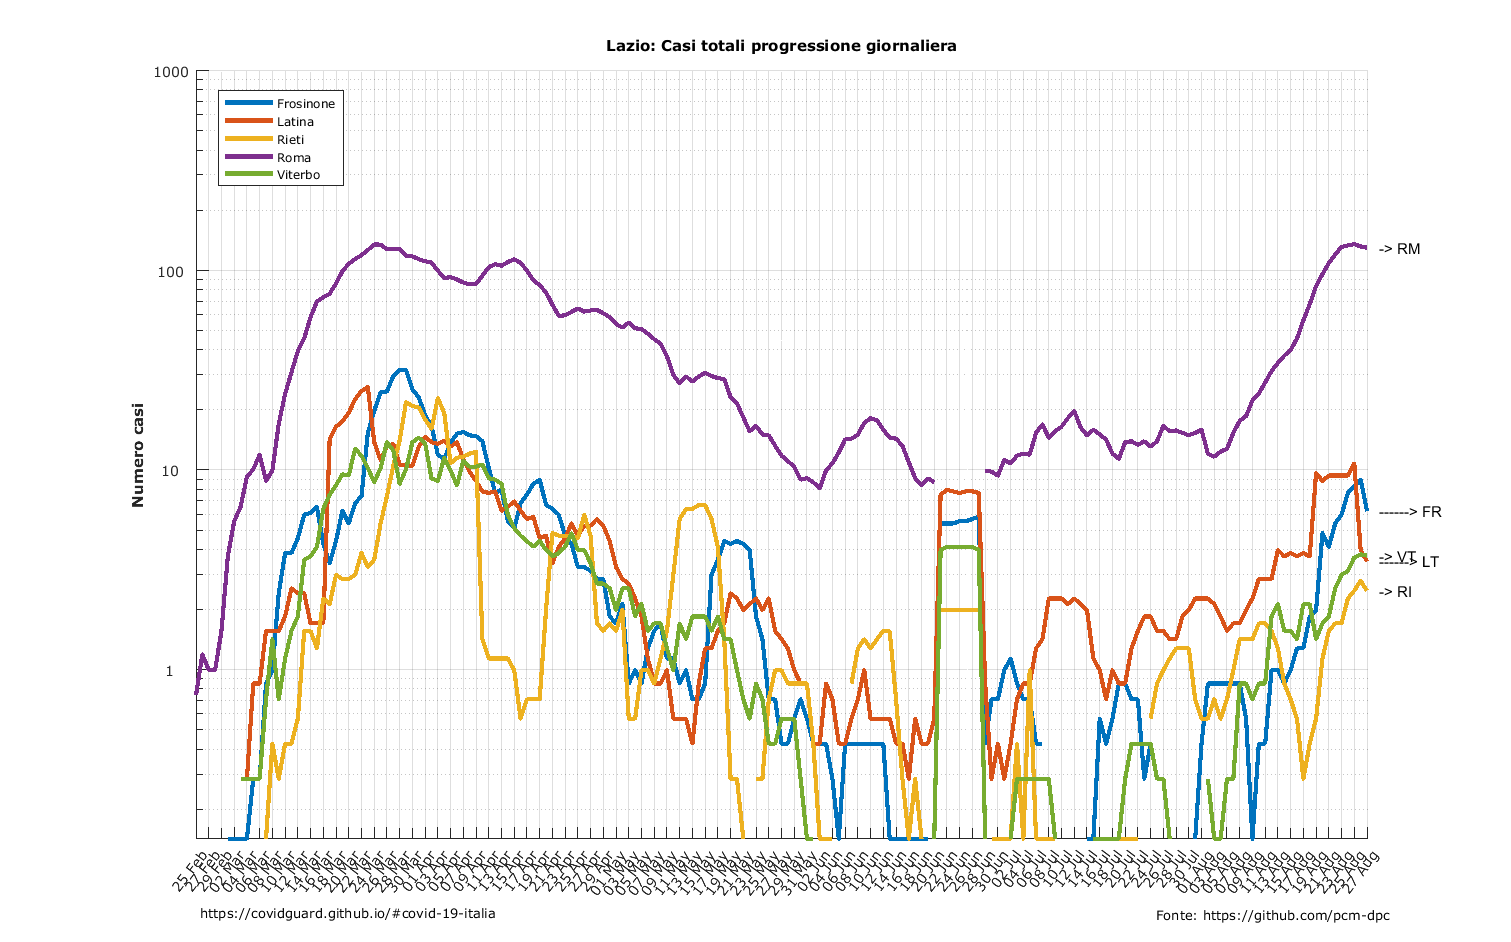 Lazio: Casi totali progressione giornaliera
Numero casi
1000
100
10
1
Frosinone
Latina
Rieti
Roma
Viterbo
-> RM
------> FR
-> VT
------> LT
-> RI
25 Feb
27 Feb
29 Feb
02 Mar
04 Mar
06 Mar
08 Mar
10 Mar
12 Mar
14 Mar
16 Mar
18 Mar
20 Mar
22 Mar
24 Mar
26 Mar
28 Mar
30 Mar
01 Apr
03 Apr
05 Apr
07 Apr
09 Apr
11 Apr
13 Apr
15 Apr
17 Apr
19 Apr
21 Apr
23 Apr
25 Apr
27 Apr
29 Apr
01 May
03 May
05 May
07 May
09 May
11 May
13 May
15 May
17 May
19 May
21 May
23 May
25 May
27 May
29 May
31 May
02 Jun
04 Jun
06 Jun
08 Jun
10 Jun
12 Jun
14 Jun
16 Jun
18 Jun
20 Jun
22 Jun
24 Jun
26 Jun
28 Jun
30 Jun
02 Jul
04 Jul
06 Jul
08 Jul
10 Jul
12 Jul
14 Jul
16 Jul
18 Jul
20 Jul
22 Jul
24 Jul
26 Jul
28 Jul
30 Jul
01 Aug
03 Aug
05 Aug
07 Aug
09 Aug
11 Aug
13 Aug
15 Aug
17 Aug
19 Aug
21 Aug
23 Aug
25 Aug
27 Aug
https://covidguard.github.io/#covid-19-italia
Fonte: https://github.com/pcm-dpc